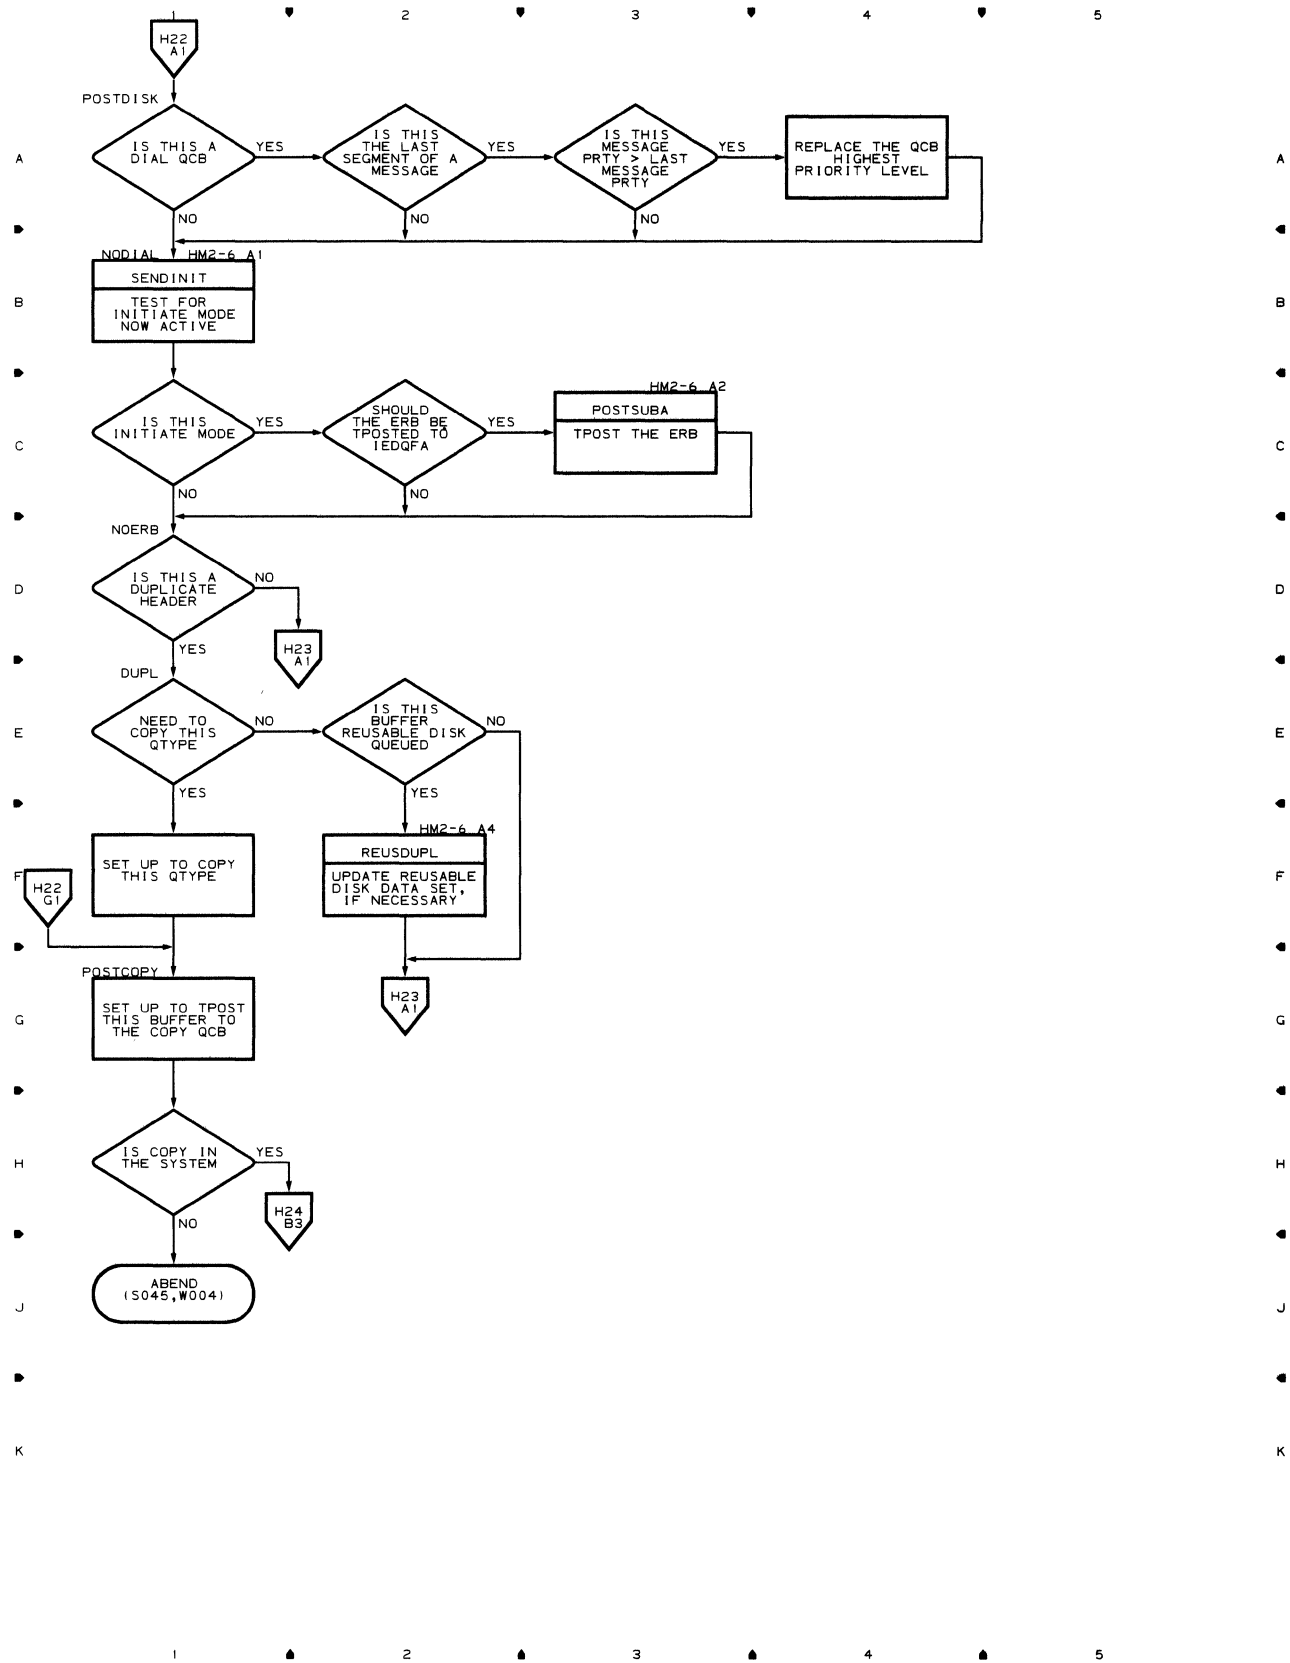 1 2 3 4 5
H22
A1
POSTDISK
A
IS THIS A
DIAL QCB
YES
NO
IS THIS
THE LAST
SEGMENT OF A
MESSAGE
YES
NO
IS THIS
MESSAGE
PRTY > LAST
MESSAGE
PRTY
YES
NO
REPLACE THE QCB
HIGHEST
PRIORITY LEVEL
A
NODIAL HM2-6 A1
B
SENDINIT
TEST FOR
INITIATE MODE
NOW ACTIVE
B
C
IS THIS
INITIATE MODE
YES
NO
SHOULD
THE ERB BE
TPOSTED TO
IEDQFA
YES
NO
HM2-6 A2
POSTSUBA
TPOST THE ERB
C
NOERB
D
IS THIS A
DUPLICATE
HEADER
NO
YES
H23
A1
D
DUPL
E
NEED TO
COPY THIS
QTYPE
NO
YES
IS THIS
BUFFER
REUSABLE DISK
QUEUED
NO
YES
E
F
H22
G1
SET UP TO COPY
THIS QTYPE
HM2-6 A4
REUSDUPL
UPDATE REUSABLE
DISK DATA SET,
IF NECESSARY
F
POSTCOPY
G
SET UP TO TPOST
THIS BUFFER TO
THE COPY QCB
H23
A1
G
H
IS COPY IN
THE SYSTEM
YES
NO
H24
B3
H
J
ABEND
(S045,W004)
J
K
K
1 2 3 4 5